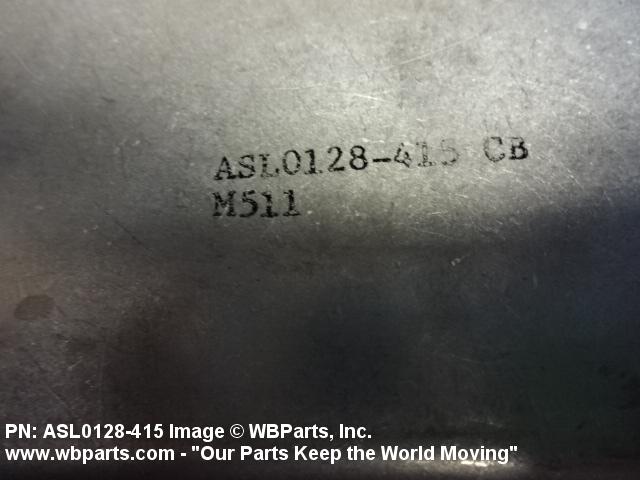 ASL0128-415 CB
M511
PN: ASL0128-415 Image © WBParts, Inc.
www.wbparts.com - "Our Parts Keep the World Moving"